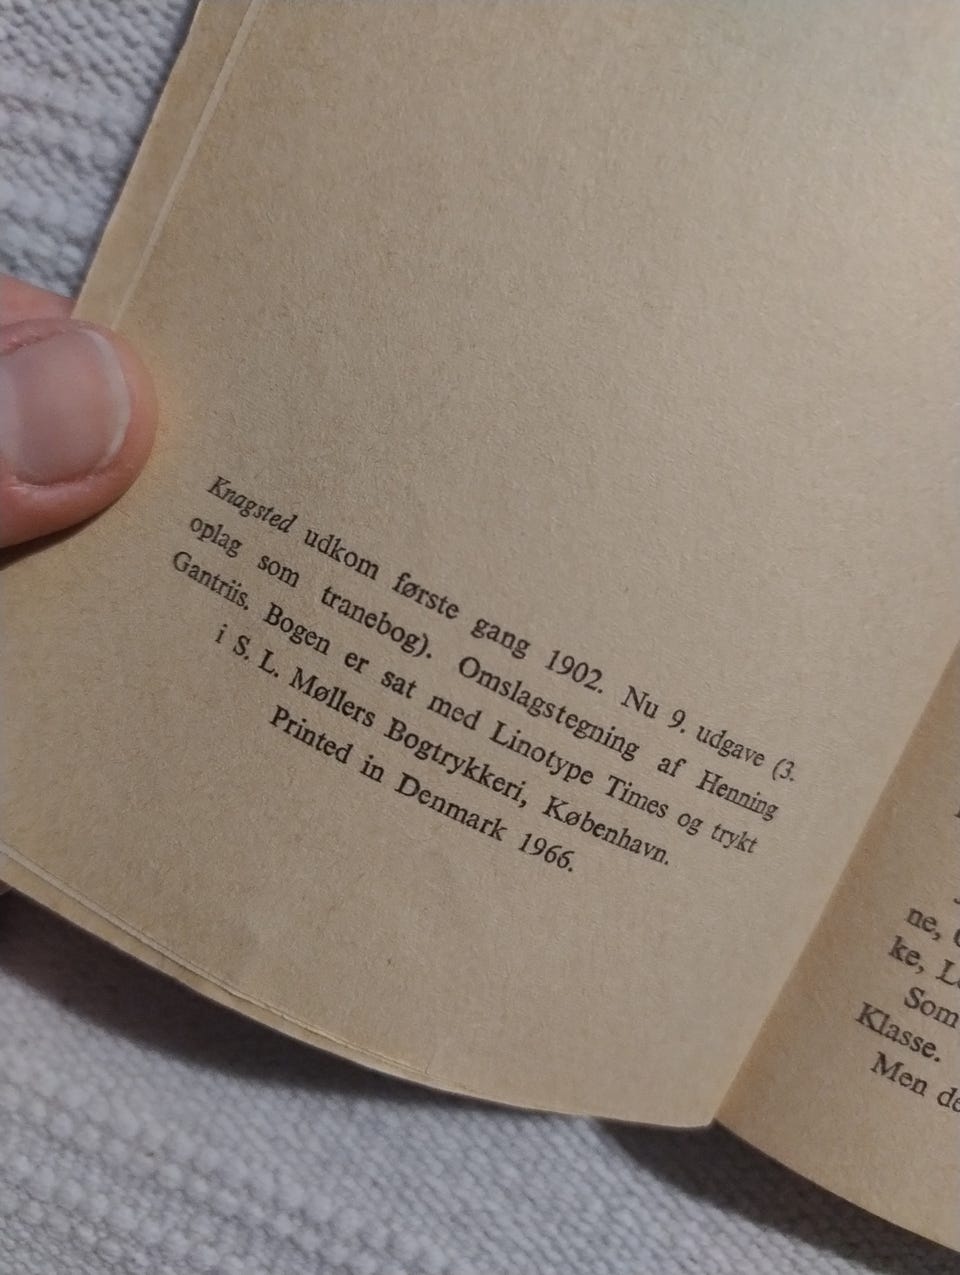 Knagsted udkom første gang 1902. Nu 9. udgave (3.
oplag som tranebog). Omslagstegning af Henning
Gantriis. Bogen er sat med Linotype Times og trykt
i S. L. Møllers Bogtrykkeri, København.
Printed in Denmark 1966.
ne,
ke,
Som
Klasse.
Men